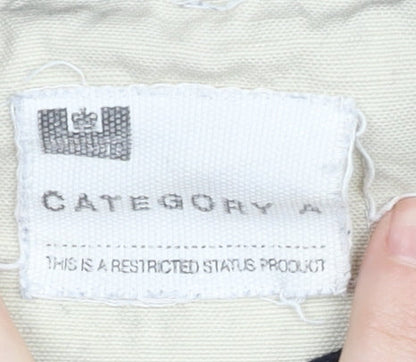 CATEGORY A
THIS IS A RESTRICTED STATUS PRODUCT